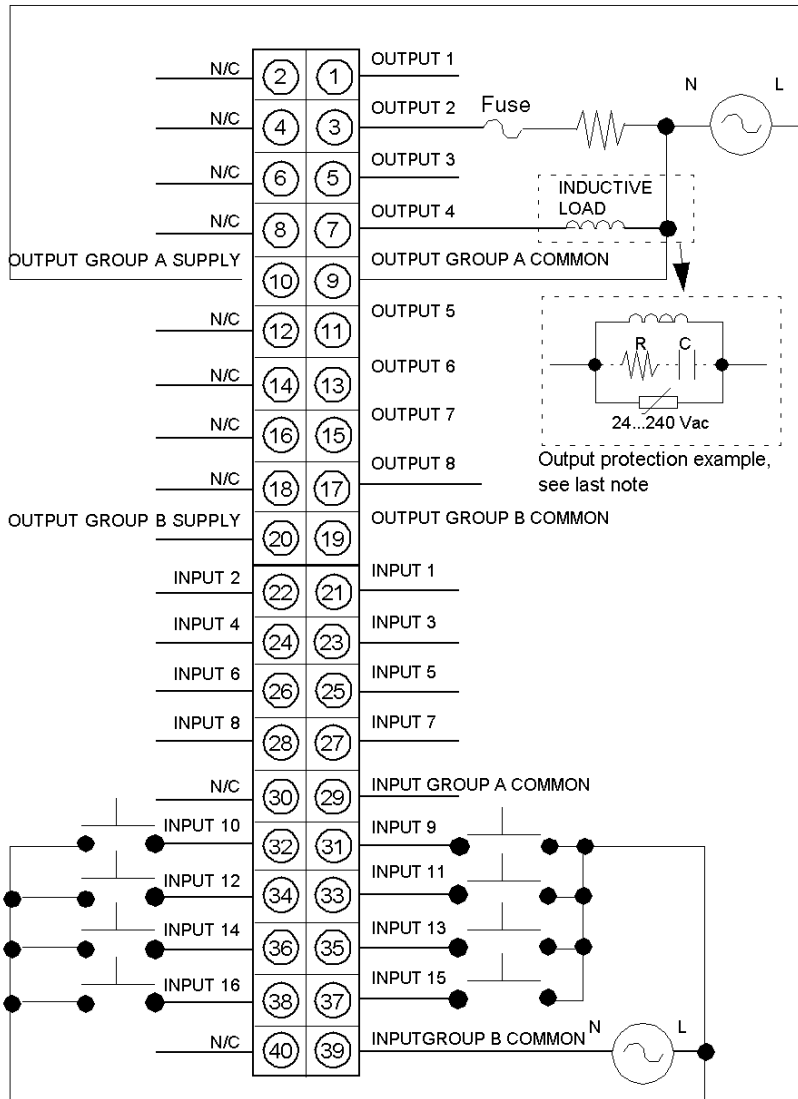 N/C 2 1 OUTPUT 1
N L
N/C 4 3 OUTPUT 2 Fuse
N/C 6 5 OUTPUT 3
INDUCTIVE
LOAD
N/C 8 7 OUTPUT 4
OUTPUT GROUP A SUPPLY 10 9 OUTPUT GROUP A COMMON
N/C 12 11 OUTPUT 5
R C
N/C 14 13 OUTPUT 6
N/C 16 15 OUTPUT 7
24...240 Vac
N/C 18 17 OUTPUT 8
Output protection example,
see last note
OUTPUT GROUP B SUPPLY 20 19 OUTPUT GROUP B COMMON
INPUT 2 22 21 INPUT 1
INPUT 4 24 23 INPUT 3
INPUT 6 26 25 INPUT 5
INPUT 8 28 27 INPUT 7
N/C 30 29 INPUT GROUP A COMMON
INPUT 10 32 31 INPUT 9
INPUT 12 34 33 INPUT 11
INPUT 14 36 35 INPUT 13
INPUT 16 38 37 INPUT 15
N/C 40 39 INPUTGROUP B COMMON N L